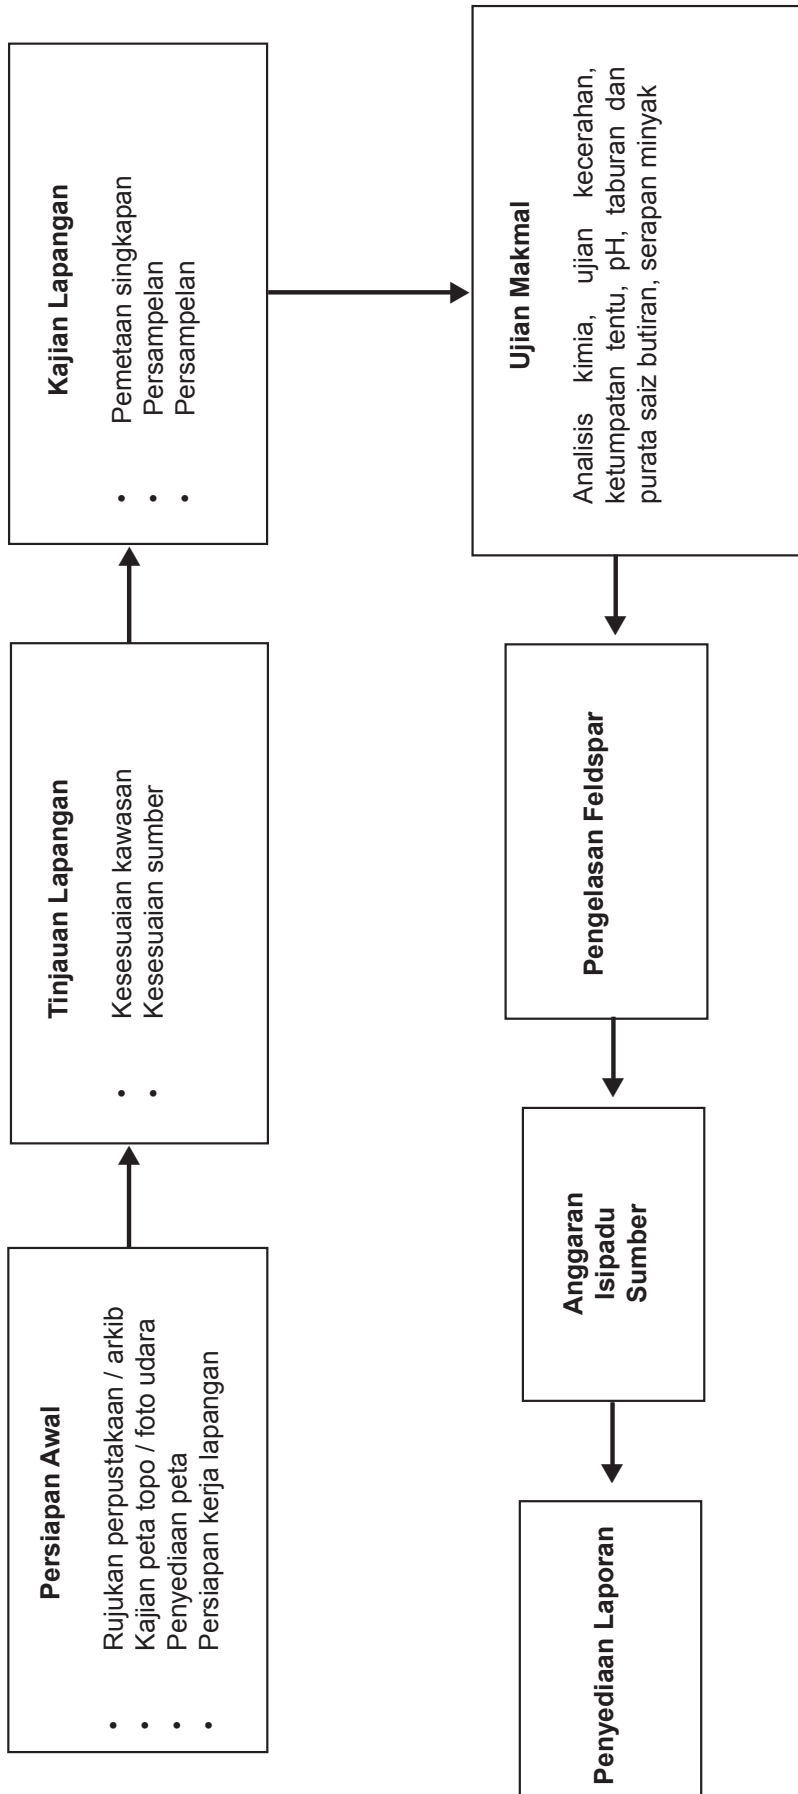 Persiapan Awal
• Rujukan perpustakaan / arkib
• Kajian peta topo / foto udara
• Penyediaan peta
• Persiapan kerja lapangan
Tinjauan Lapangan
• Kesesuaian kawasan
• Kesesuaian sumber
Kajian Lapangan
• Pemetaan singkapan
• Persampelan
• Persampelan
Ujian Makmal
Analisis kimia, ujian kecerahan,
ketumpatan tentu, pH, taburan dan
purata saiz butiran, serapan minyak
Pengelasan Feldspar
Anggaran
Isipadu
Sumber
Penyediaan Laporan